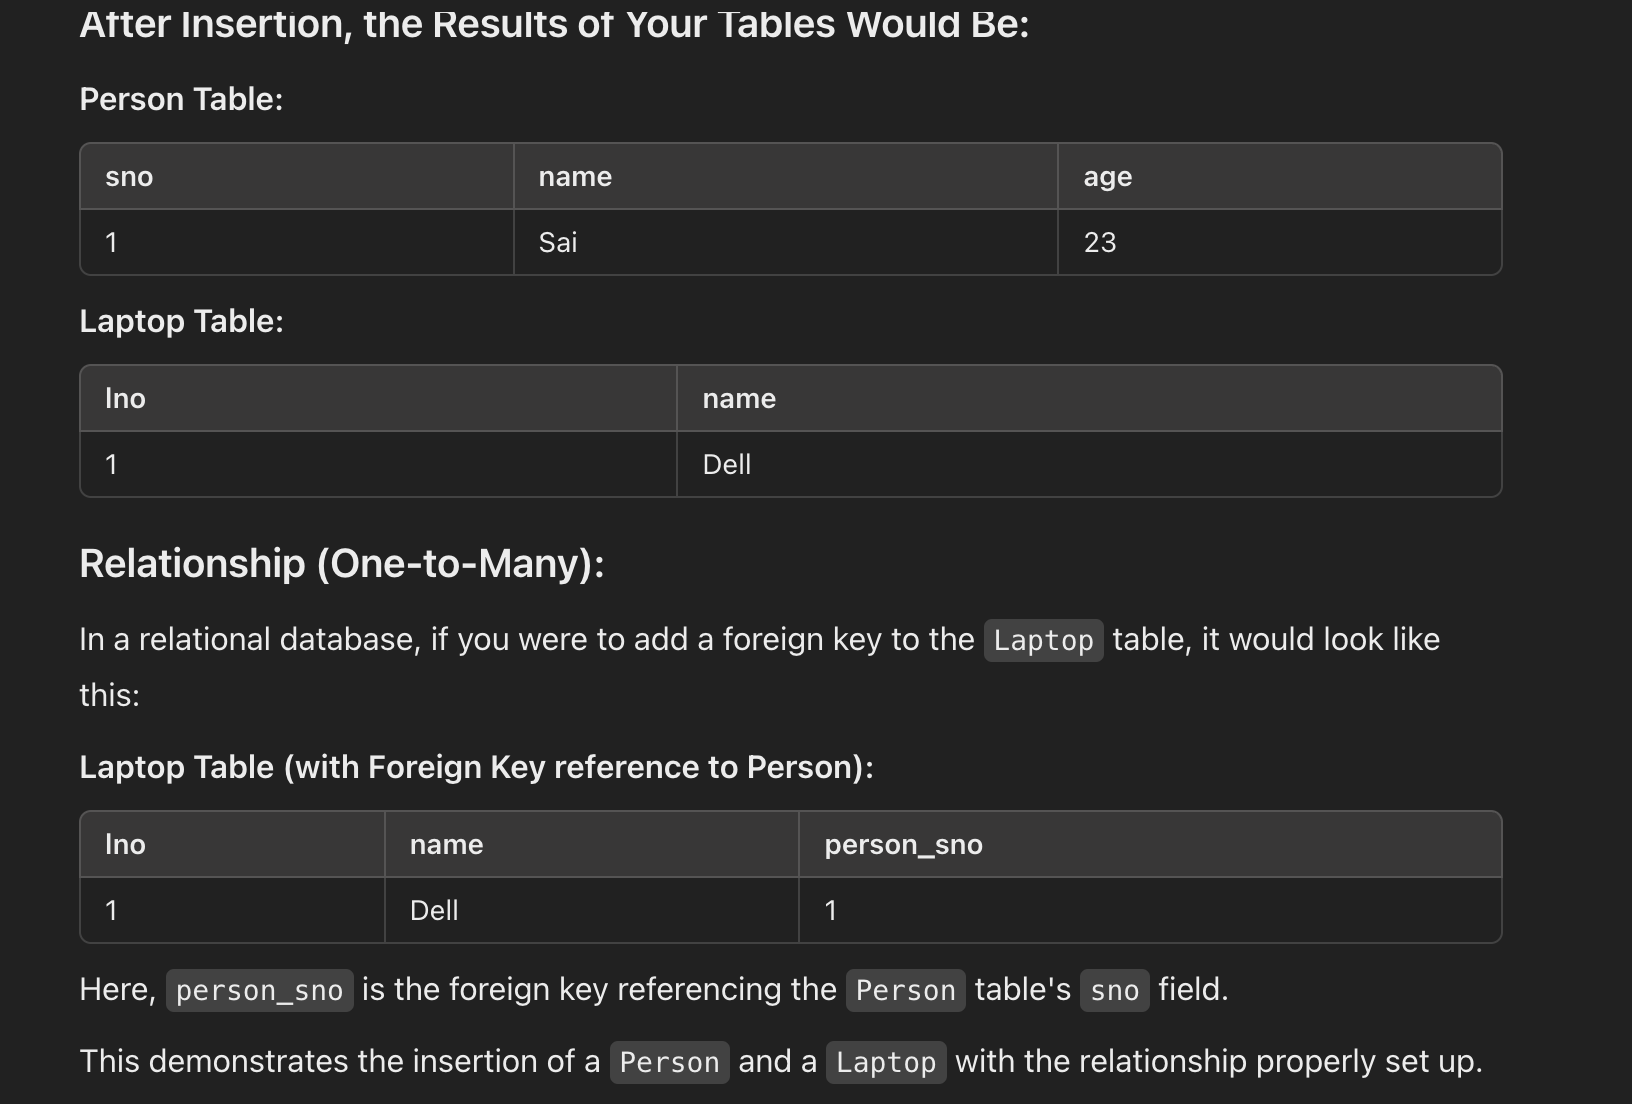 After Insertion, the Results of Your Tables Would Be:
Person Table:
sno name age
1 Sai 23
Laptop Table:
lno name
1 Dell
Relationship (One-to-Many):
In a relational database, if you were to add a foreign key to the Laptop table, it would look like
this:
Laptop Table (with Foreign Key reference to Person):
lno name person_sno
1 Dell 1
Here, person_sno is the foreign key referencing the Person table's sno field.
This demonstrates the insertion of a Person and a Laptop with the relationship properly set up.